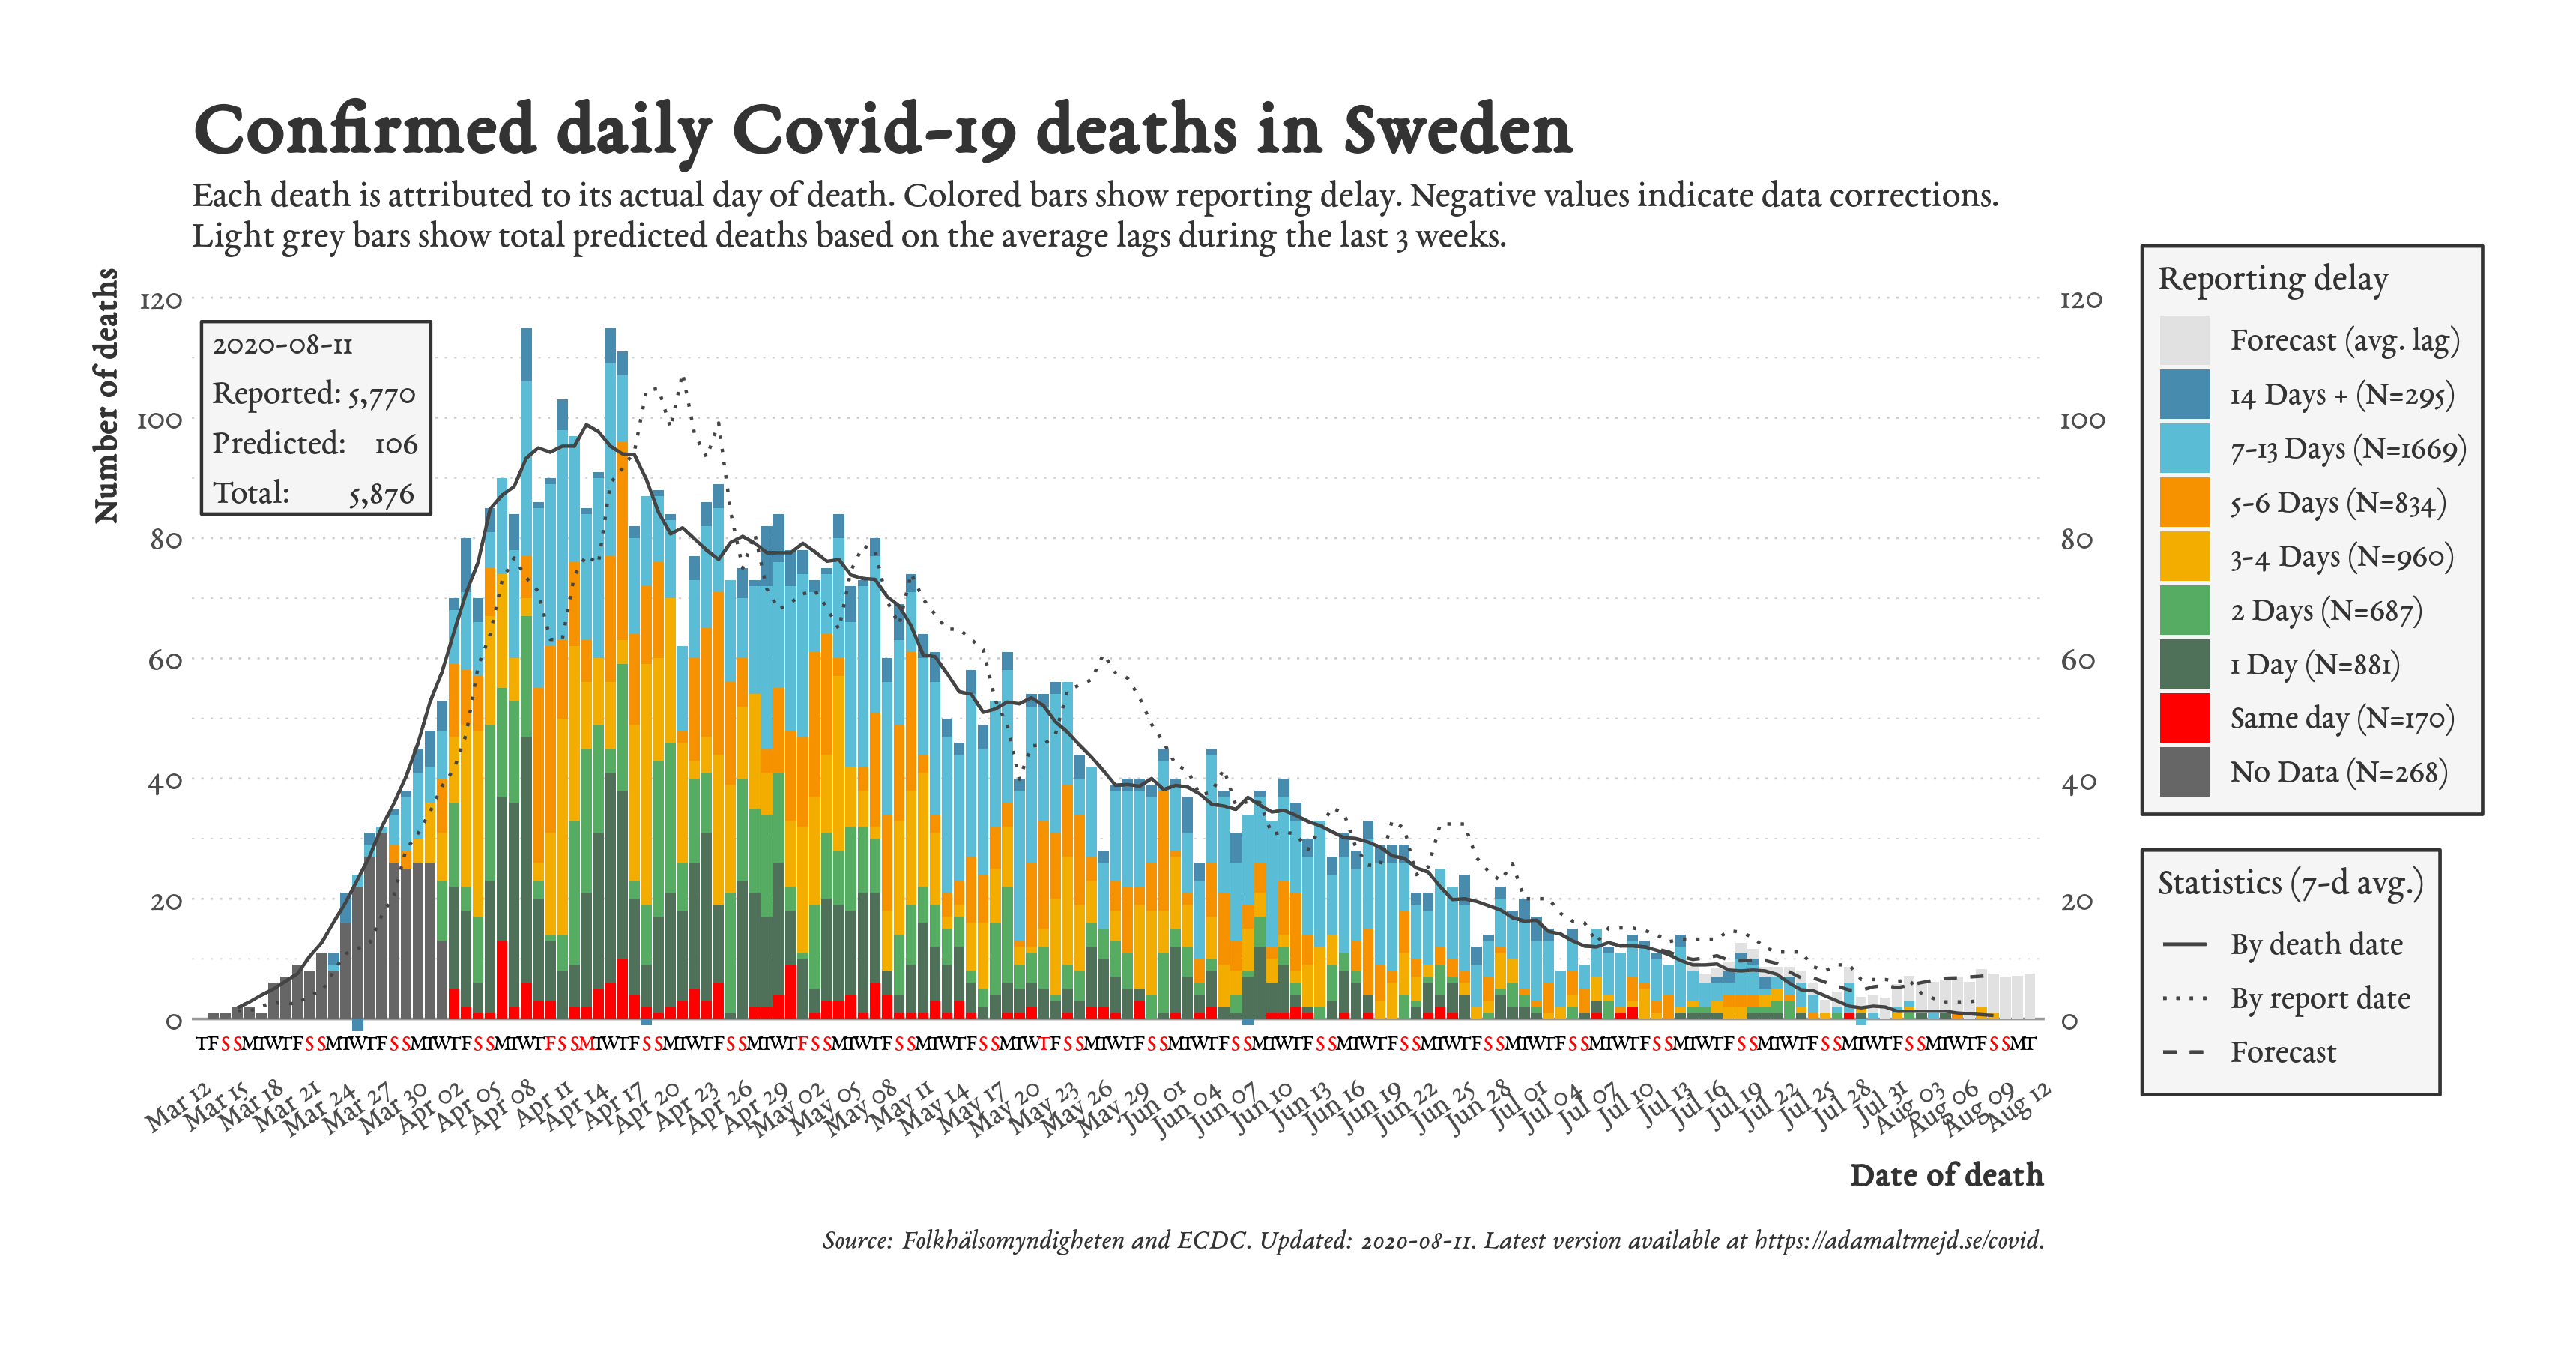 Confirmed daily Covid-19 deaths in Sweden
Each death is attributed to its actual day of death. Colored bars show reporting delay. Negative values indicate data corrections.
Light grey bars show total predicted deaths based on the average lags during the last 3 weeks.
Number of deaths
120
100
80
60
40
20
0
2020-08-11
Reported: 5,770
Predicted: 106
Total: 5,876
120
100
80
60
40
20
0
TFSSMTWTFSSMTWTFSSMTWTFSSMTWTFSSMTWTFSSMTWTFSSMTWTFSSMTWTFSSMTWTFSSMTWTFSSMTWTFSSMTWTFSSMTWTFSSMTWTFSSMTWTFSSMTWTFSSMTWTFSSMTWTFSSMTWTFSSMTWTFSSMTWTFSSMT
Mar 12
Mar 15
Mar 18
Mar 21
Mar 24
Mar 27
Mar 30
Apr 02
Apr 05
Apr 08
Apr 11
Apr 14
Apr 17
Apr 20
Apr 23
Apr 26
Apr 29
May 02
May 05
May 08
May 11
May 14
May 17
May 20
May 23
May 26
May 29
Jun 01
Jun 04
Jun 07
Jun 10
Jun 13
Jun 16
Jun 19
Jun 22
Jun 25
Jun 28
Jul 01
Jul 04
Jul 07
Jul 10
Jul 13
Jul 16
Jul 19
Jul 22
Jul 25
Jul 28
Jul 31
Aug 03
Aug 06
Aug 09
Aug 12
Date of death
Reporting delay
Forecast (avg. lag)
14 Days + (N=295)
7-13 Days (N=1669)
5-6 Days (N=834)
3-4 Days (N=960)
2 Days (N=687)
1 Day (N=881)
Same day (N=170)
No Data (N=268)
Statistics (7-d avg.)
By death date
By report date
Forecast
Source: Folkhälsomyndigheten and ECDC. Updated: 2020-08-11. Latest version available at https://adamaltmejd.se/covid.